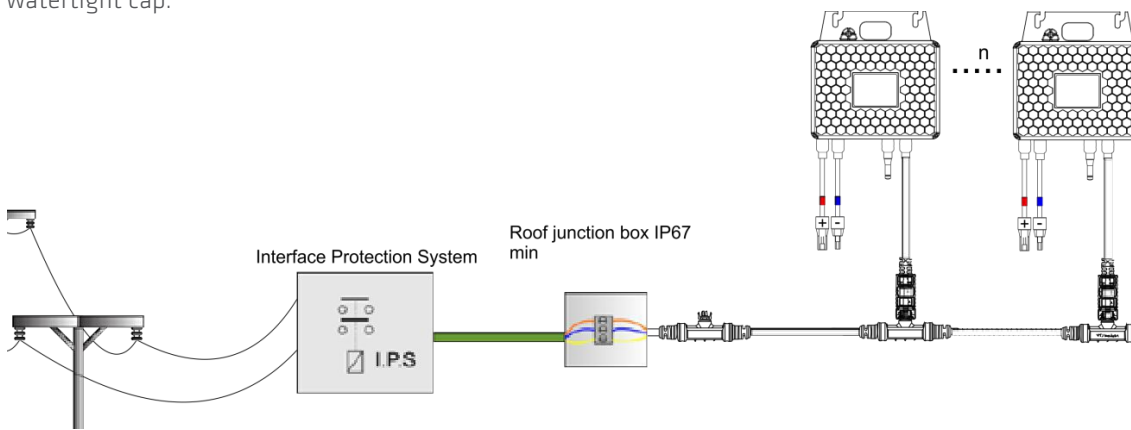 Watertight cap.
n
Roof junction box IP67
min
Interface Protection System
I.P.S
+
-
+
-